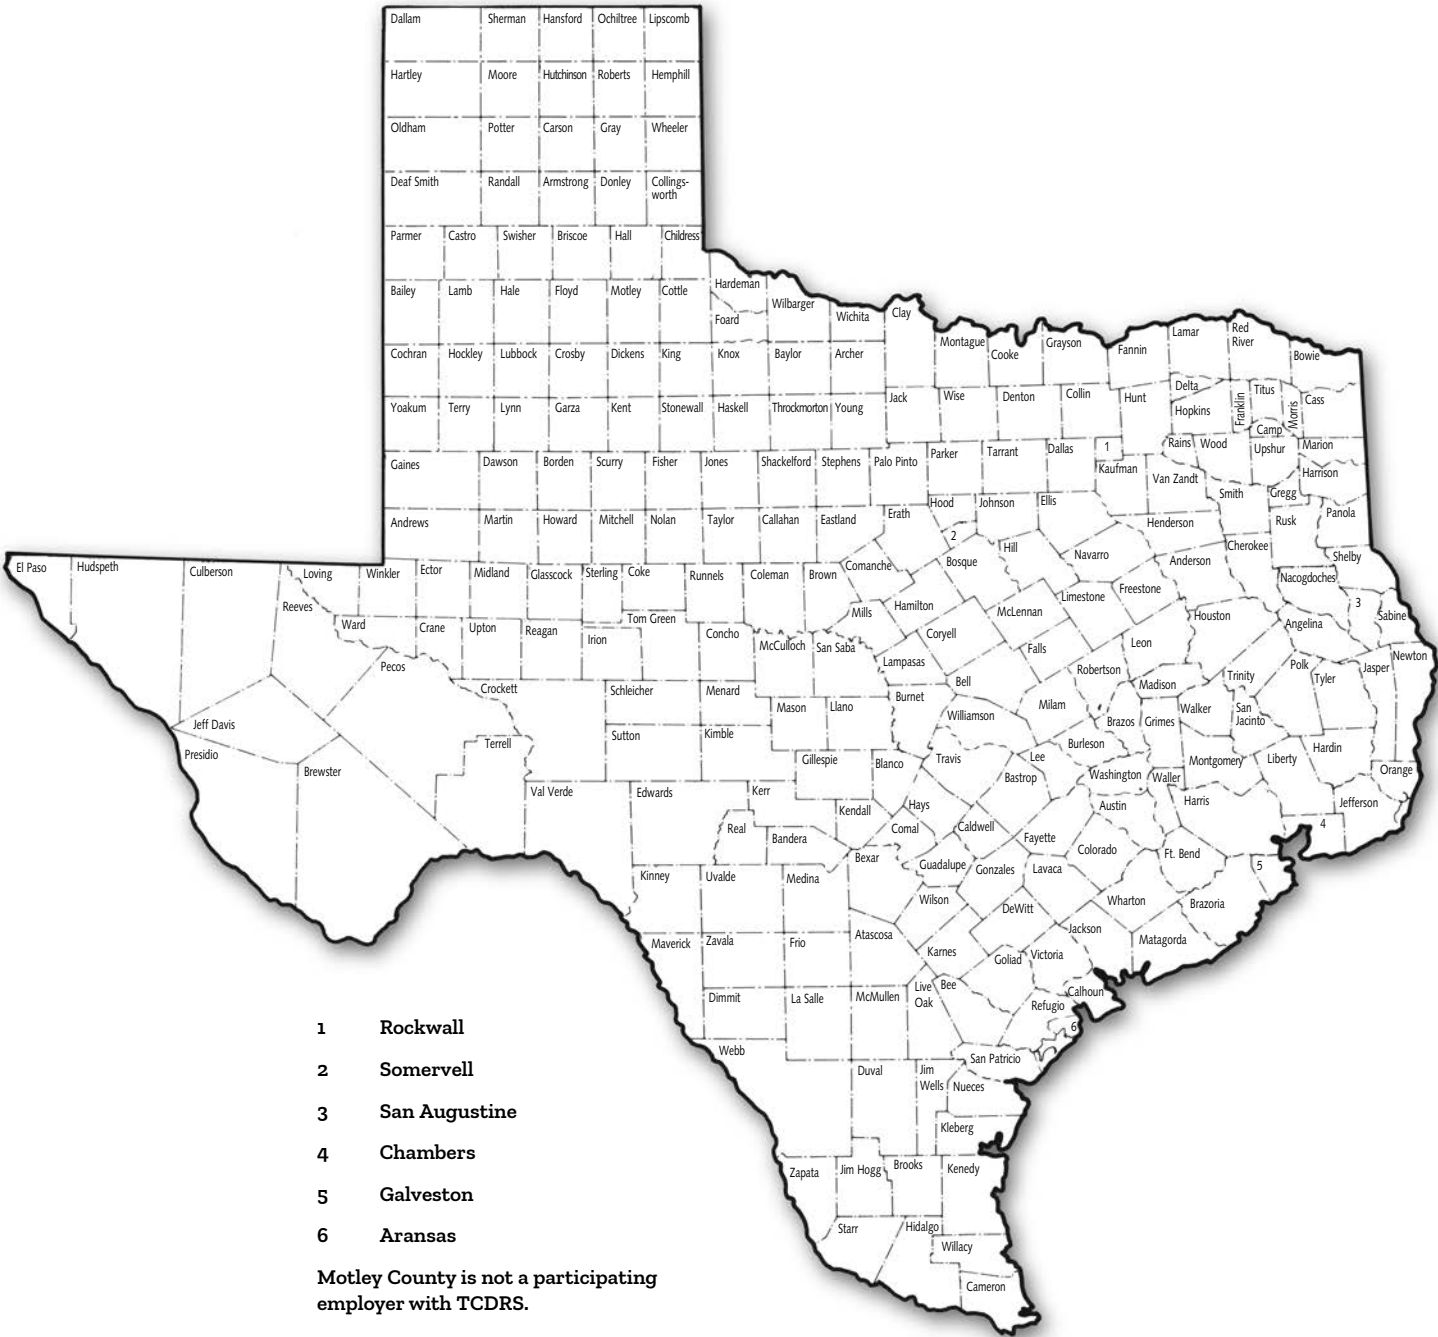 Dallam Sherman Hansford Ochiltree Lipscomb
Hartley Moore Hutchinson Roberts Hemphill
Oldham Potter Carson Gray Wheeler
Deaf Smith Randall Armstrong Donley Collings-
worth
Parmer Castro Swisher Briscoe Hall Childress
Hardeman
Bailey Lamb Hale Floyd Motley Cottle
Wilbarger
Foard Wichita Clay
Montague Cooke Grayson Fannin Lamar Red
River
Bowie
Cochran Hockley Lubbock Crosby Dickens King Knox Baylor Archer
Delta Titus
Jack Wise Denton Collin Hunt Franklin Morris Cass
Yoakum Terry Lynn Garza Kent Stonewall Haskell Throckmorton Young Hopkins
Camp
Parker Tarrant Dallas 1 Rains Wood Upshur Marion
Gaines Dawson Borden Scurry Fisher Jones Shackelford Stephens Palo Pinto
Kaufman Van Zandt Harrison
Hood Johnson Ellis Smith Gregg
Andrews Martin Howard Mitchell Nolan Taylor Callahan Eastland Erath Henderson Rusk Panola
2 Hill Navarro Cherokee Shelby
El Paso Hudspeth Culberson Loving Winkler Ector Midland Glasscock Sterling Coke Runnels Coleman Brown Comanche Bosque Anderson
Nacogdoches
Reeves Limestone Freestone
Mills Hamilton McLennan Houston 3 Sabine
Ward Crane Upton Reagan Irion Tom Green Concho Coryell Angelina
McCulloch San Saba Falls Leon
Pecos Lampasas Robertson Polk Jasper Newton
Crockett Schleicher Menard Bell Madison Trinity Tyler
Mason Llano Burnet Williamson Milam Walker San
Jacinto
Jeff Davis Sutton Kimble Brazos Grimes
Presidio Terrell Burleson Hardin
Gillespie Blanco Travis Lee Montgomery Liberty
Brewster Bastrop Washington Waller Orange
Val Verde Edwards Kerr Kendall Hays Austin Harris Jefferson
Real Bandera Comal Caldwell Fayette 4
Bexar Guadalupe Colorado Ft. Bend
Kinney Uvalde Medina Gonzales Lavaca 5
Wilson DeWitt Wharton Brazoria
Maverick Zavala Frio Atascosa Karnes Jackson Matagorda
Goliad Victoria
Dimmit La Salle McMullen Live
Oak
Bee Calhoun
Refugio
6
Webb San Patricio
Duval Jim
Wells
Nueces
Kleberg
Zapata Jim Hogg Brooks Kenedy
Starr Hidalgo
Willacy
Cameron
1 Rockwall
2 Somervell
3 San Augustine
4 Chambers
5 Galveston
6 Aransas
Motley County is not a participating
employer with TCDRS.